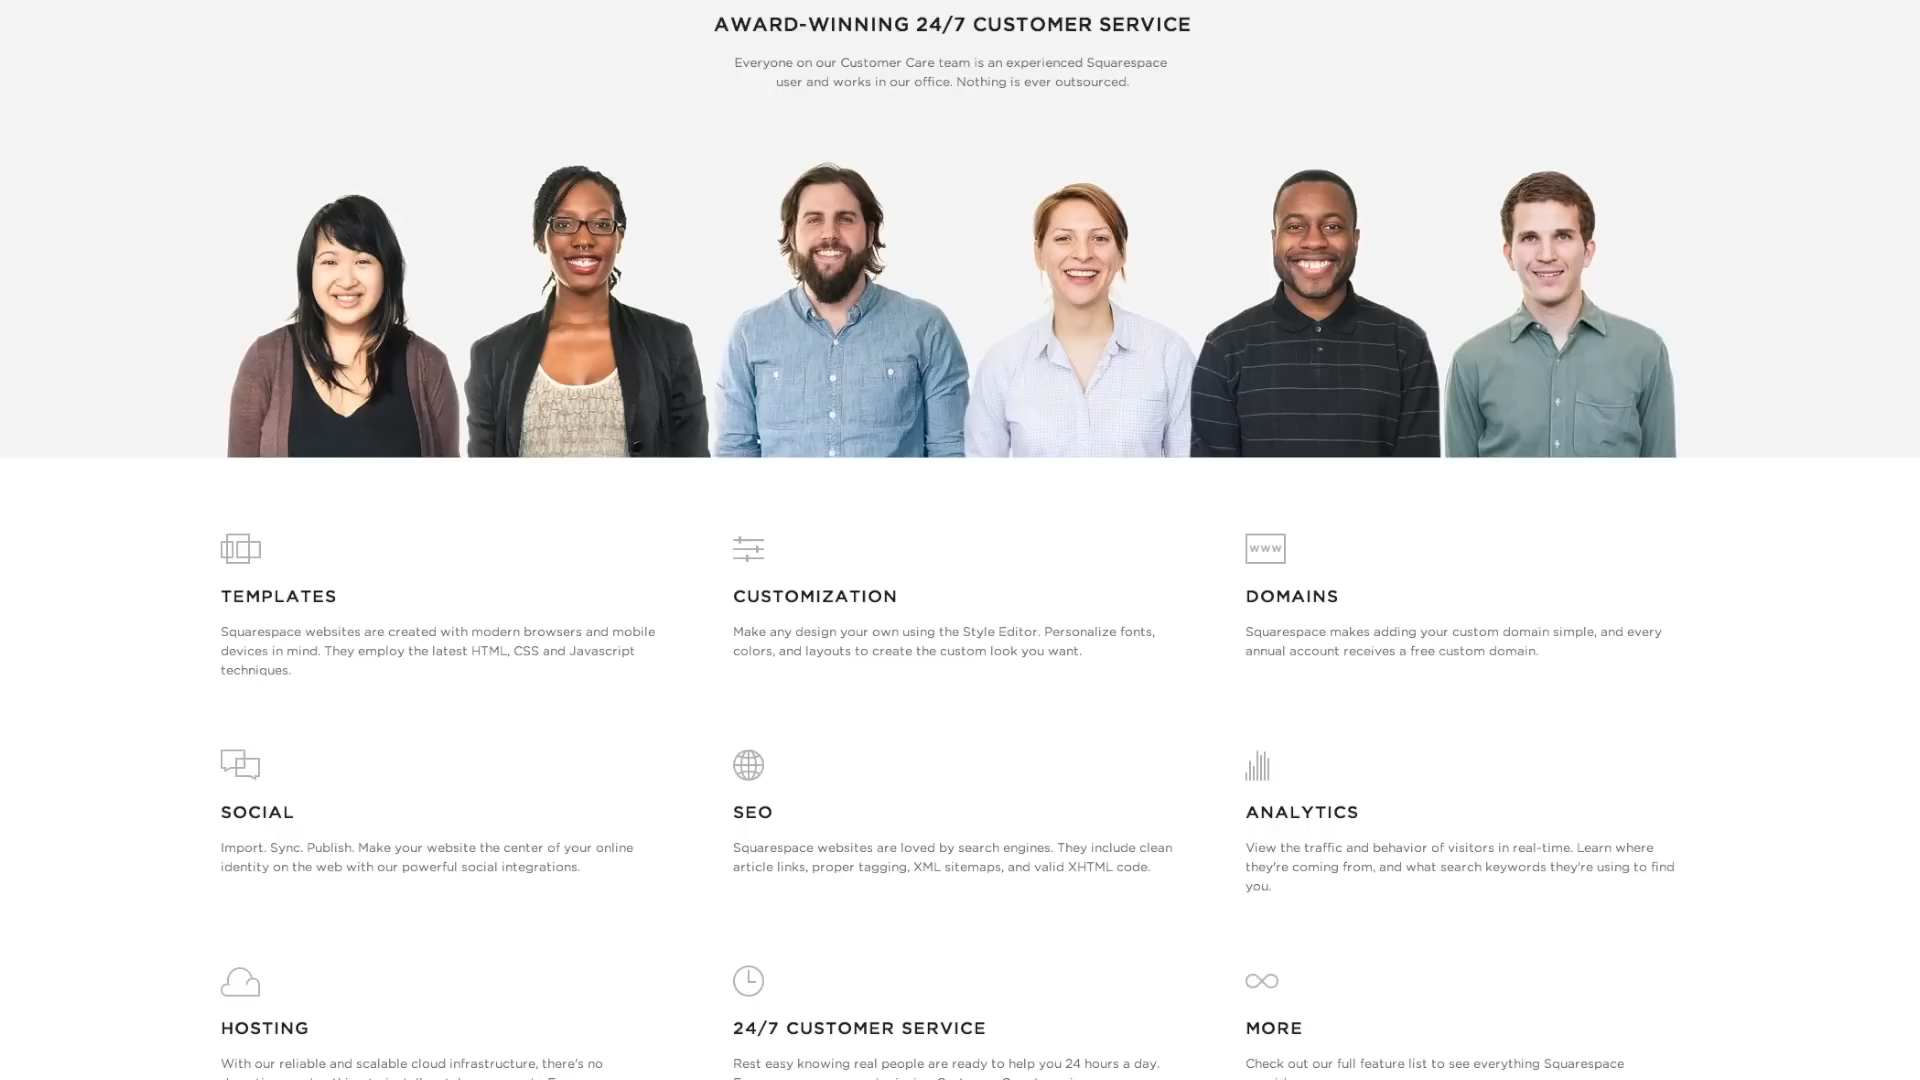 AWARD-WINNING 24/7 CUSTOMER SERVICE
Everyone on our Customer Care team is an experienced Squarespace
user and works in our office. Nothing is ever outsourced.
TEMPLATES
Squarespace websites are created with modern browsers and mobile
devices in mind. They employ the latest HTML, CSS and Javascript
techniques.
CUSTOMIZATION
Make any design your own using the Style Editor. Personalize fonts,
colors, and layouts to create the custom look you want.
WWW
DOMAINS
Squarespace makes adding your custom domain simple, and every
annual account receives a free custom domain.
SOCIAL
Import. Sync. Publish. Make your website the center of your online
identity on the web with our powerful social integrations.
SEO
Squarespace websites are loved by search engines. They include clean
article links, proper tagging, XML sitemaps, and valid XHTML code.
ANALYTICS
View the traffic and behavior of visitors in real-time. Learn where
they're coming from, and what search keywords they're using to find
you.
HOSTING
With our reliable and scalable cloud infrastructure, there's no
24/7 CUSTOMER SERVICE
Rest easy knowing real people are ready to help you 24 hours a day.
MORE
Check out our full feature list to see everything Squarespace